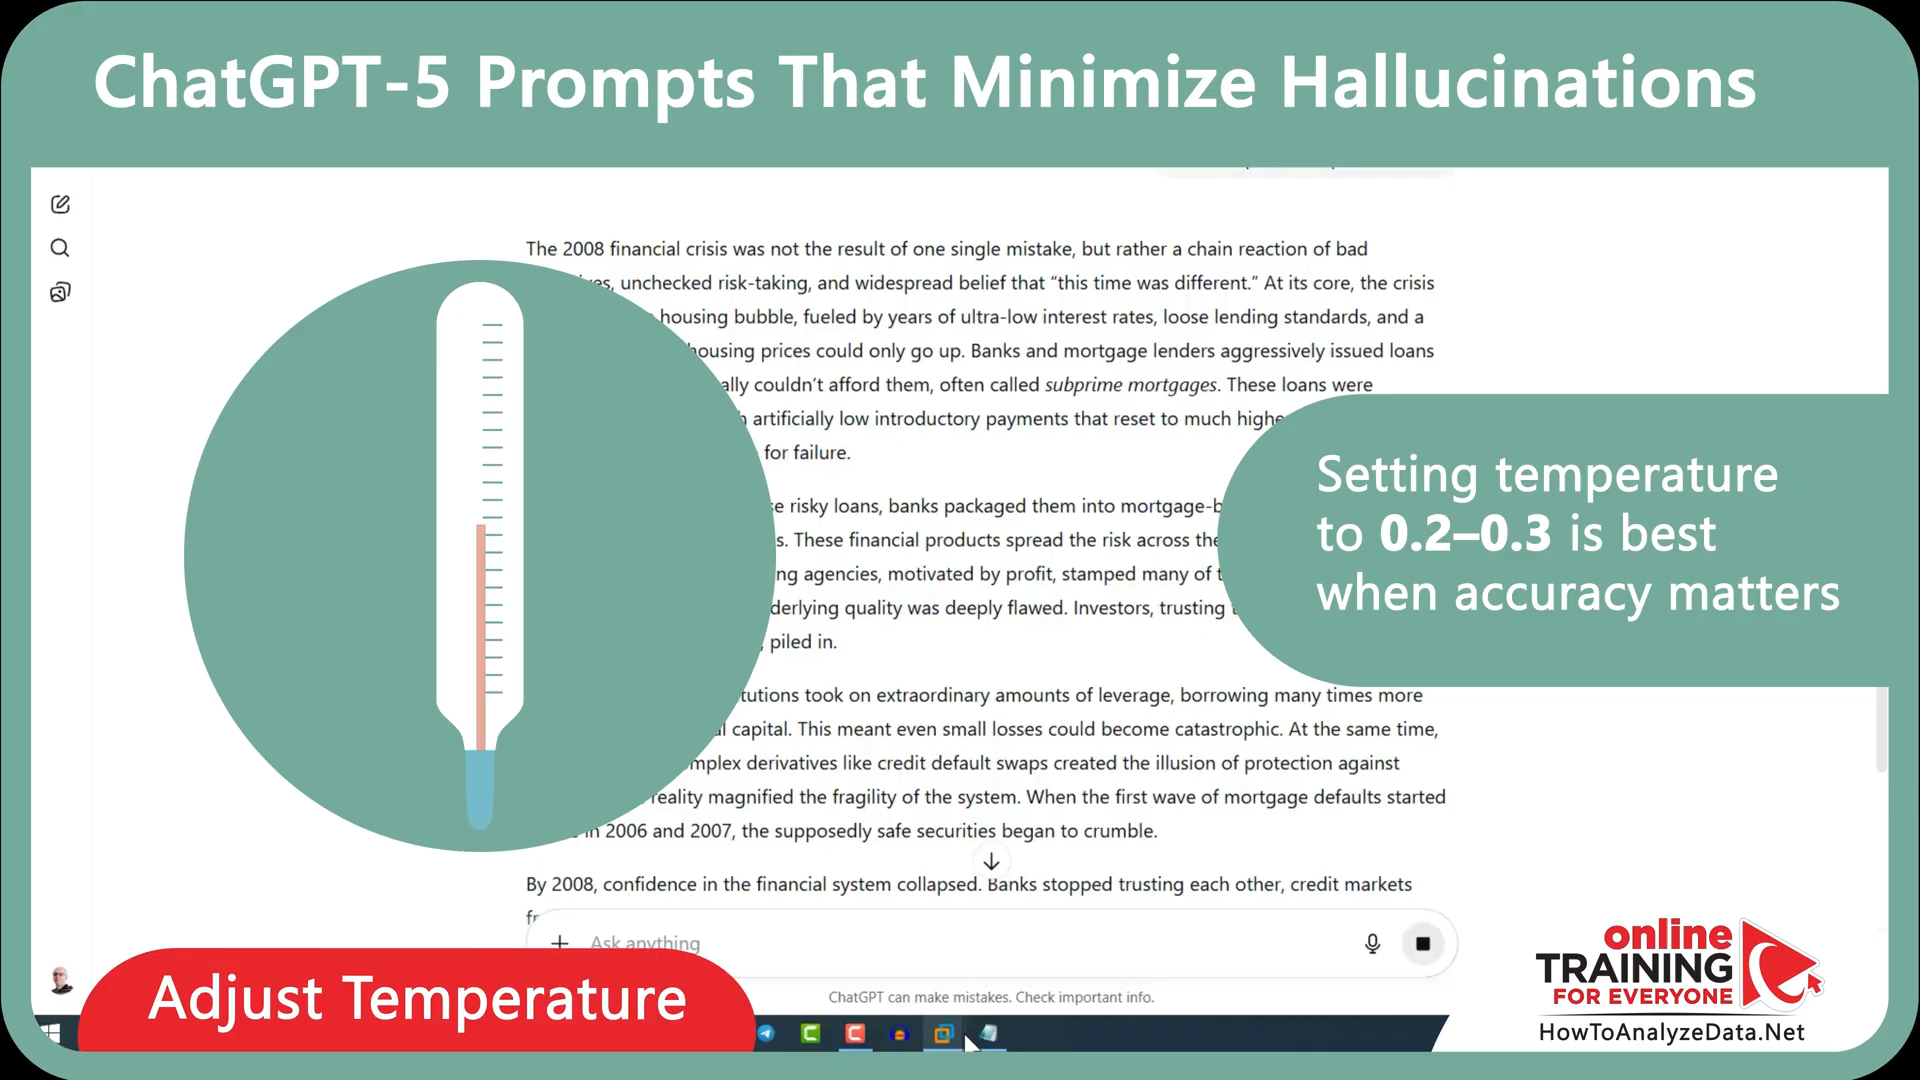 ChatGPT-5 Prompts That Minimize Hallucinations
The 2008 financial crisis was not the result of one single mistake, but rather a chain reaction of bad
unchecked risk-taking, and widespread belief that “this time was different.” At its core, the crisis
housing bubble, fueled by years of ultra-low interest rates, loose lending standards, and a
housing prices could only go up. Banks and mortgage lenders aggressively issued loans
couldn’t afford them, often called subprime mortgages. These loans were
artificially low introductory payments that reset to much
for failure.
risky loans, banks packaged them into
These financial products spread the risk across
agencies, motivated by profit, stamped many of
quality was deeply flawed. Investors, trusting
piled in.
took on extraordinary amounts of leverage, borrowing many times more
capital. This meant even small losses could become catastrophic. At the same time,
derivatives like credit default swaps created the illusion of protection against
reality magnified the fragility of the system. When the first wave of mortgage defaults started
in 2006 and 2007, the supposedly safe securities began to crumble.
By 2008, confidence in the financial system collapsed. Banks stopped trusting each other, credit markets
Setting temperature
to 0.2–0.3 is best
when accuracy matters
Ask anything
ChatGPT can make mistakes. Check important info.
Adjust Temperature
online
TRAINING
FOR EVERYONE
HowToAnalyzeData.Net